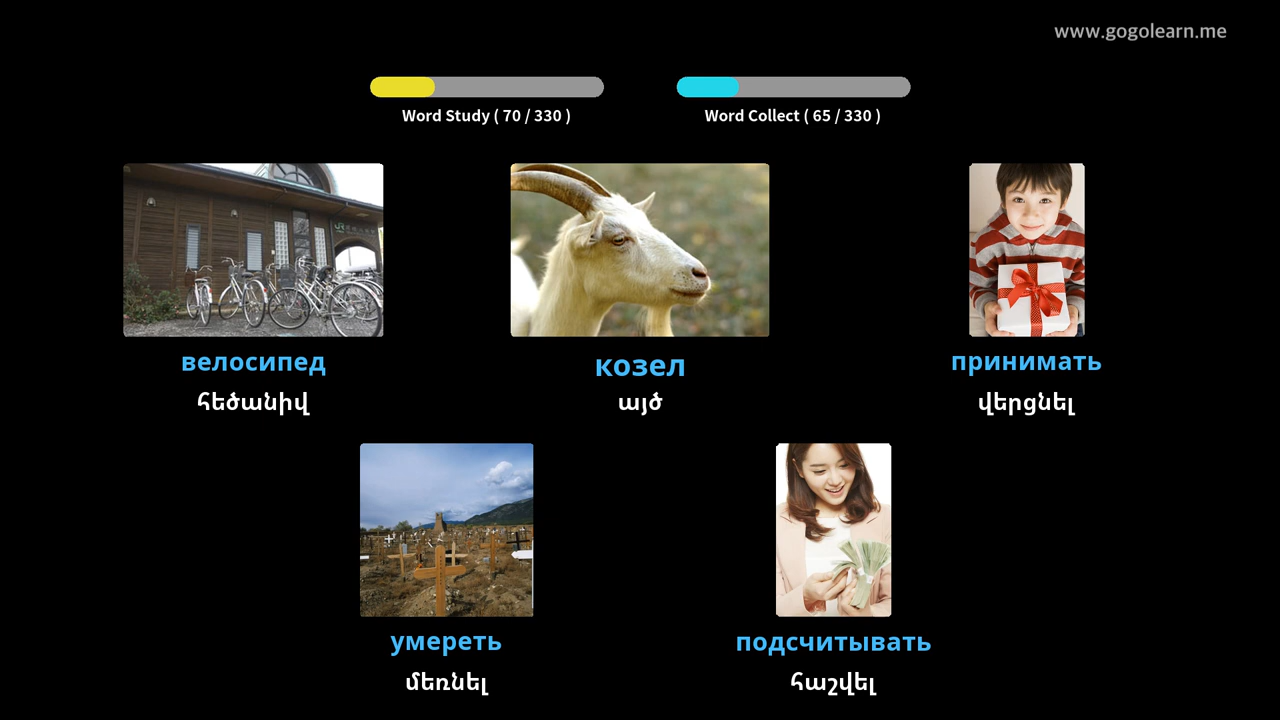 www.gogolearn.me
Word Study ( 70 / 330 )
Word Collect ( 65 / 330 )
велосипед
հեծանիվ
козел
այծ
принимать
վերցնել
умереть
մեռնել
подсчитывать
հաշվել